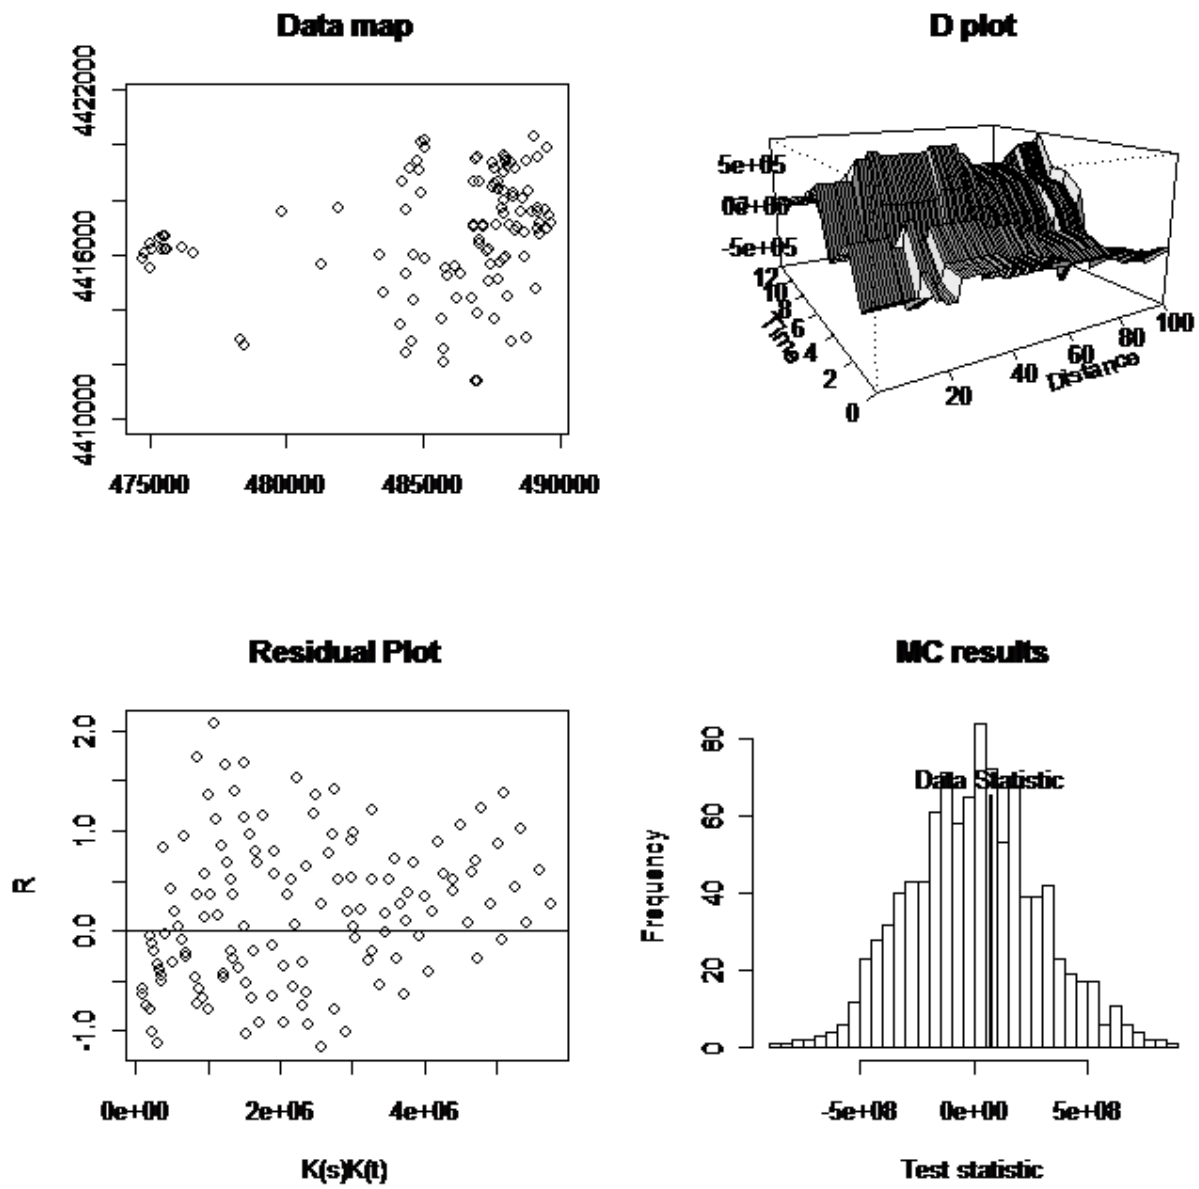 Data map
4422000
4416000
4410000
475000 480000 485000 490000
D plot
5e+05
0e+00
-5e+05
12
10
8
6
4
2
0
Time
20 40 60 80 100
Distance
Residual Plot
R
2.0
1.0
0.0
-1.0
0e+00 2e+06 4e+06
K(s)K(t)
MC results
Data Statistic
Frequency
80
60
40
20
0
-5e+08 0e+00 5e+08
Test statistic